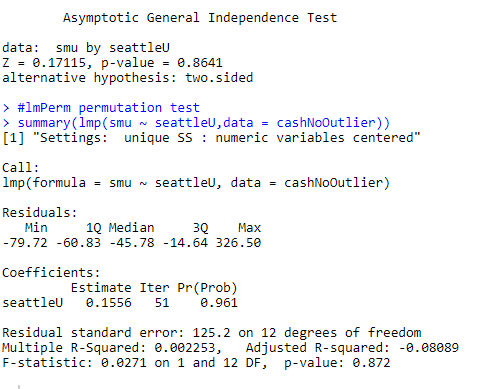 Asymptotic General Independence Test
data:  smu by seattleU
Z = 0.17115, p-value = 0.8641
alternative hypothesis: two.sided
> #lmPerm permutation test
> summary(lmp(smu ~ seattleU,data = cashNoOutlier))
[1] "Settings:  unique SS : numeric variables centered"
Call:
lmp(formula = smu ~ seattleU, data = cashNoOutlier)
Residuals:
   Min     1Q Median     3Q    Max
-79.72 -60.83 -45.78 -14.64 326.50
Coefficients:
         Estimate Iter Pr(Prob)
seattleU   0.1556   51    0.961
Residual standard error: 125.2 on 12 degrees of freedom
Multiple R-Squared: 0.002253,	Adjusted R-squared: -0.08089
F-statistic: 0.0271 on 1 and 12 DF,  p-value: 0.872